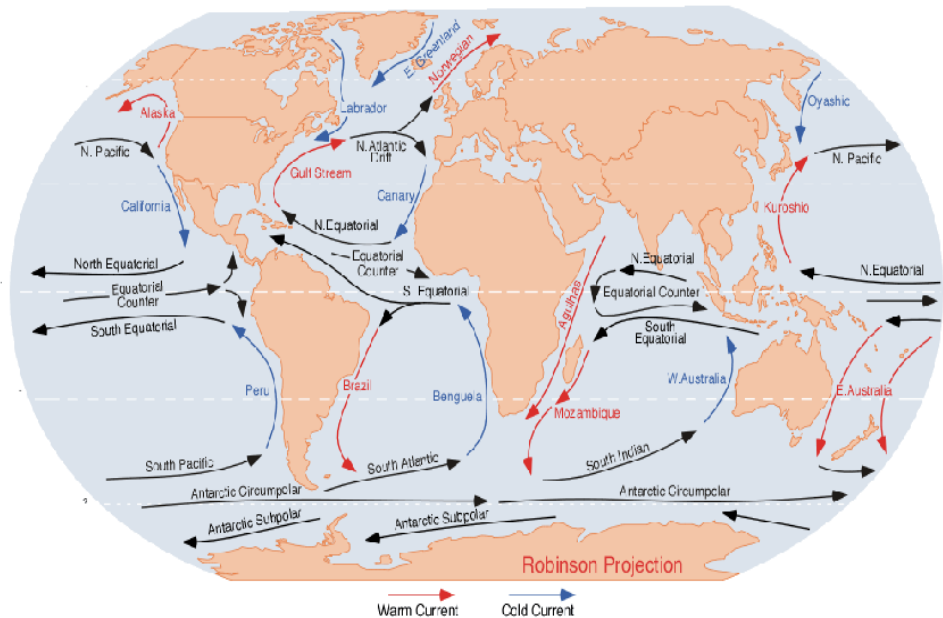 E. Greenland
Norwegian
Labrador
Oyashic
Alaska
N. Pacific
N. Atlantic
Drift
N. Pacific
Gulf Stream
Canary
California
Kuroshio
N.Equatorial
North Equatorial
Equatorial
Counter
N.Equatorial
N.Equatorial
Equatorial
Counter
S. Equatorial
Equatorial Counter
South Equatorial
South
Equatorial
Agulhas
Peru
Brazil
Benguela
W.Australia
E.Australia
Mozambique
South Pacific
South Atlantic
South Indian
Antarctic Circumpolar
Antarctic Circumpolar
Antarctic Subpolar
Antarctic Subpolar
Robinson Projection
Warm Current
Cold Current